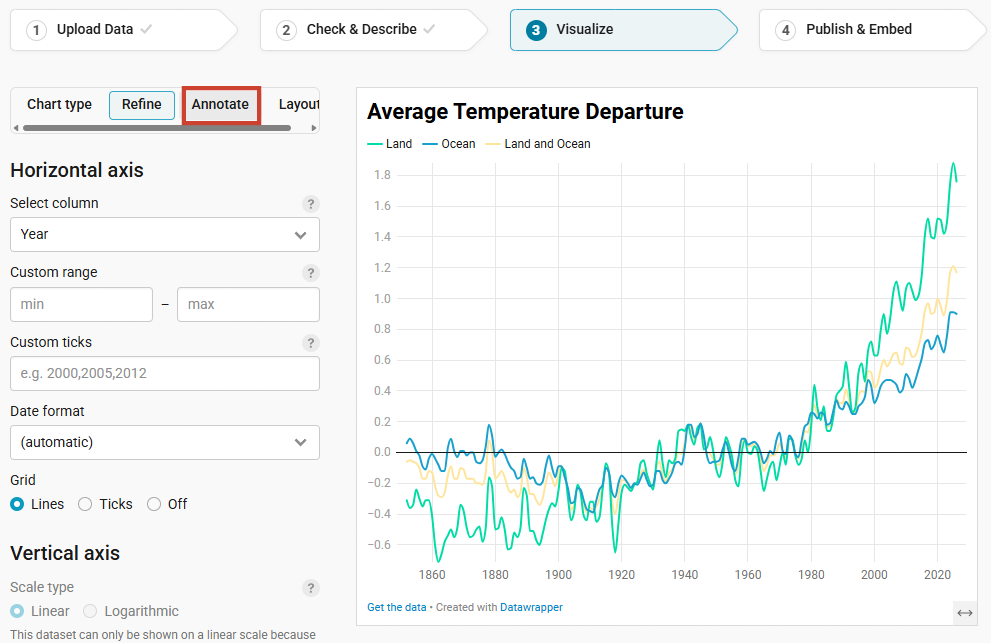 1 Upload Data
2 Check & Describe
3 Visualize
4 Publish & Embed
Chart type Refine Annotate Layout
Horizontal axis
Select column ?
Year
Custom range ?
min – max
Custom ticks ?
e.g. 2000,2005,2012
Date format
(automatic)
Grid
Lines Ticks Off
Vertical axis
Scale type ?
Linear Logarithmic
This dataset can only be shown on a linear scale because
Average Temperature Departure
Land Ocean Land and Ocean
1.8
1.6
1.4
1.2
1.0
0.8
0.6
0.4
0.2
0.0
−0.2
−0.4
−0.6
1860 1880 1900 1920 1940 1960 1980 2000 2020
Get the data • Created with Datawrapper